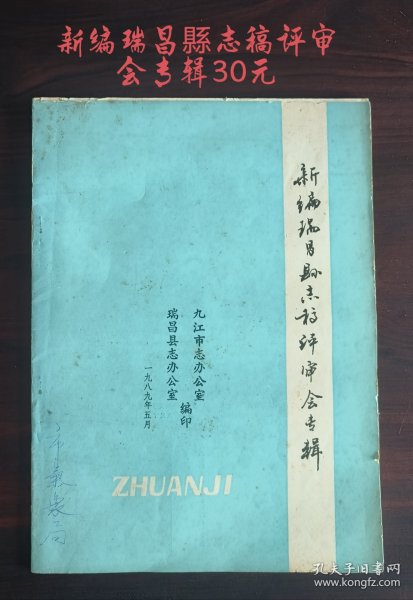 新编瑞昌縣志稿评审
会专辑30元
新编瑞昌县志稿评审会专辑
九江市志办公室
瑞昌县志办公室
编印
一九八九年五月
ZHUANJI
孔夫子旧书网
www.kongfz.com